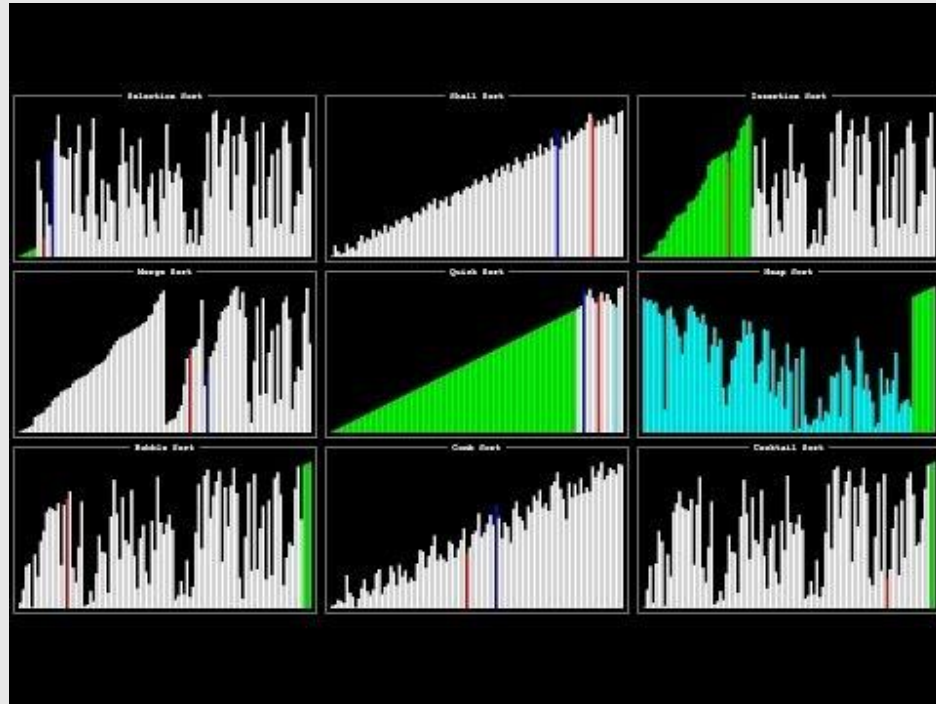 Selection Sort
Shell Sort
Insertion Sort
Merge Sort
Quick Sort
Heap Sort
Bubble Sort
Comb Sort
Cocktail Sort